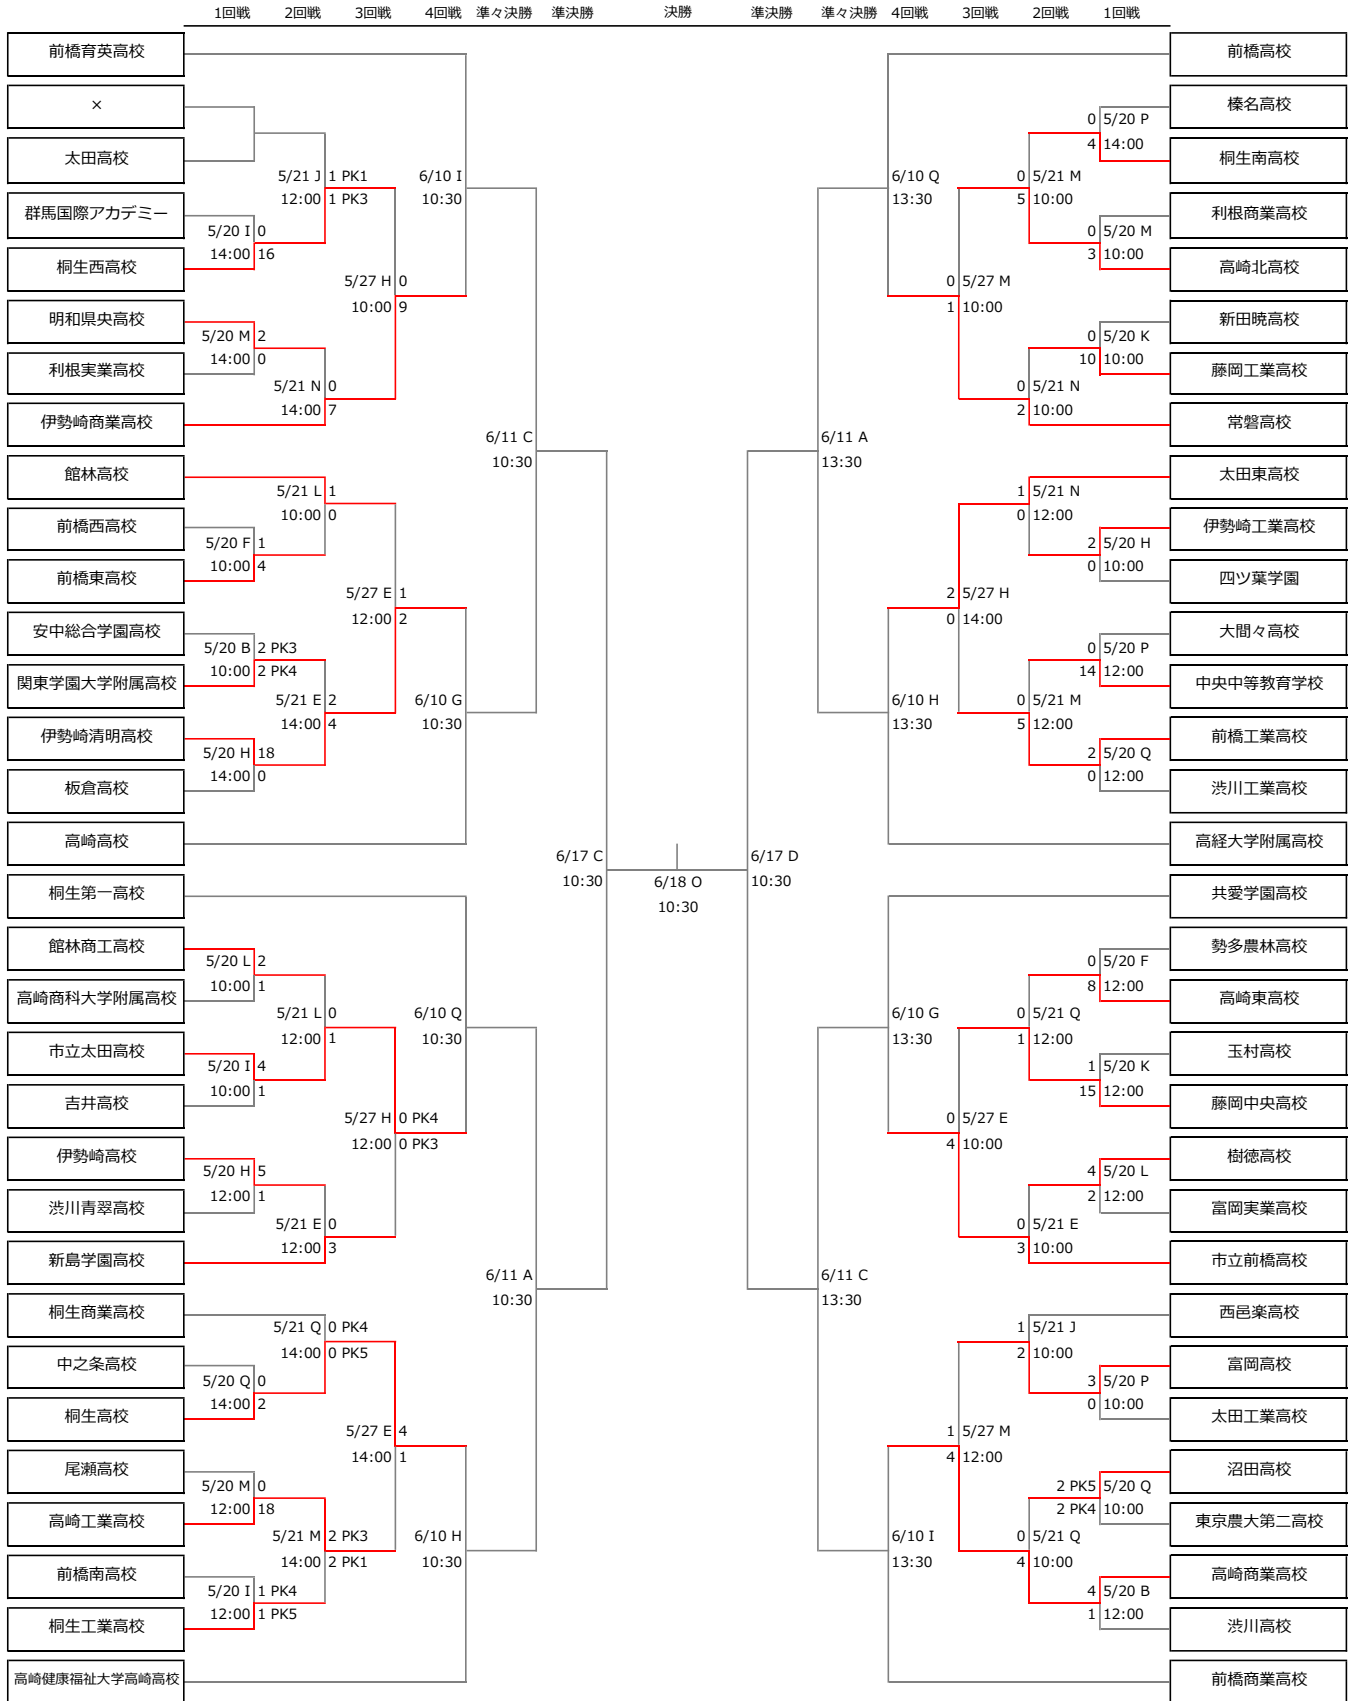 1回戦 2回戦 3回戦 4回戦 準々決勝 準決勝 決勝 準決勝 準々決勝 4回戦 3回戦 2回戦 1回戦
前橋育英高校 前橋高校
× 榛名高校
0 5/20 P
太田高校 4 14:00 桐生南高校
5/21 J 1 PK1 6/10 I 6/10 Q 0 5/21 M
12:00 1 PK3 10:30 13:30 5 10:00
群馬国際アカデミー 利根商業高校
5/20 I 0 0 5/20 M
14:00 16 3 10:00
桐生西高校 高崎北高校
5/27 H 0 0 5/27 M
10:00 9 1 10:00
明和県央高校 新田暁高校
5/20 M 2 0 5/20 K
14:00 0 10 10:00
利根実業高校 藤岡工業高校
5/21 N 0 0 5/21 N
14:00 7 2 10:00
伊勢崎商業高校 常磐高校
6/11 C 6/11 A
10:30 13:30
館林高校 太田東高校
5/21 L 1 1 5/21 N
10:00 0 0 12:00
前橋西高校 伊勢崎工業高校
5/20 F 1 2 5/20 H
10:00 4 0 10:00
前橋東高校 四ツ葉学園
5/27 E 1 2 5/27 H
12:00 2 0 14:00
安中総合学園高校 大間々高校
5/20 B 2 PK3 0 5/20 P
10:00 2 PK4 14 12:00
関東学園大学附属高校 中央中等教育学校
5/21 E 2 6/10 G 6/10 H 0 5/21 M
14:00 4 10:30 13:30 5 12:00
伊勢崎清明高校 前橋工業高校
5/20 H 18 2 5/20 Q
14:00 0 0 12:00
板倉高校 渋川工業高校
高崎高校 高経大学附属高校
6/17 C 6/17 D
10:30 6/18 O 10:30
10:30
桐生第一高校 共愛学園高校
館林商工高校 勢多農林高校
5/20 L 2 0 5/20 F
10:00 1 8 12:00
高崎商科大学附属高校 高崎東高校
5/21 L 0 6/10 Q 6/10 G 0 5/21 Q
12:00 1 10:30 13:30 1 12:00
市立太田高校 玉村高校
5/20 I 4 1 5/20 K
10:00 1 15 12:00
吉井高校 藤岡中央高校
5/27 H 0 PK4 0 5/27 E
12:00 0 PK3 4 10:00
伊勢崎高校 樹徳高校
5/20 H 5 4 5/20 L
12:00 1 2 12:00
渋川青翠高校 富岡実業高校
5/21 E 0 0 5/21 E
12:00 3 3 10:00
新島学園高校 市立前橋高校
6/11 A 6/11 C
10:30 13:30
桐生商業高校 西邑楽高校
5/21 Q 0 PK4 1 5/21 J
14:00 0 PK5 2 10:00
中之条高校 富岡高校
5/20 Q 0 3 5/20 P
14:00 2 0 10:00
桐生高校 太田工業高校
5/27 E 4 1 5/27 M
14:00 1 4 12:00
尾瀬高校 沼田高校
5/20 M 0 2 PK5 5/20 Q
12:00 18 2 PK4 10:00
高崎工業高校 東京農大第二高校
5/21 M 2 PK3 6/10 H 6/10 I 0 5/21 Q
14:00 2 PK1 10:30 13:30 4 10:00
前橋南高校 高崎商業高校
5/20 I 1 PK4 4 5/20 B
12:00 1 PK5 1 12:00
桐生工業高校 渋川高校
高崎健康福祉大学高崎高校 前橋商業高校